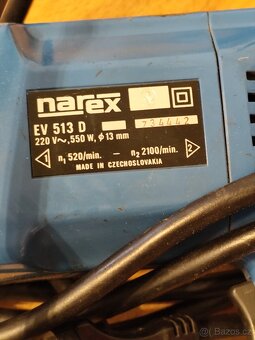 narex
EV 513 D 234442
220 V~, 550 W, ø 13 mm
1 n₁ 520/min. – n₂ 2100/min. 2
MADE IN CZECHOSLOVAKIA
bazos.cz